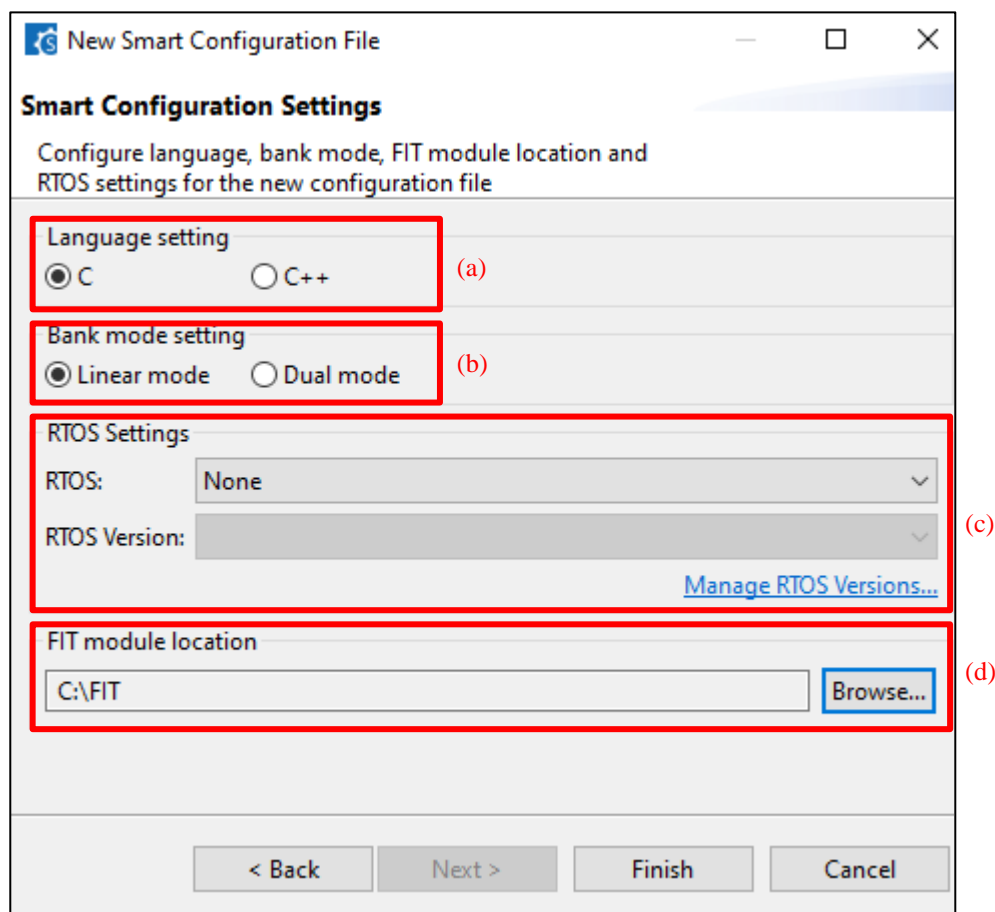 New Smart Configuration File
Smart Configuration Settings
Configure language, bank mode, FIT module location and
RTOS settings for the new configuration file
Language setting
C C++ (a)
Bank mode setting
Linear mode Dual mode (b)
RTOS Settings
RTOS: None
RTOS Version: (c)
Manage RTOS Versions...
FIT module location
C:\FIT Browse... (d)
< Back Next > Finish Cancel